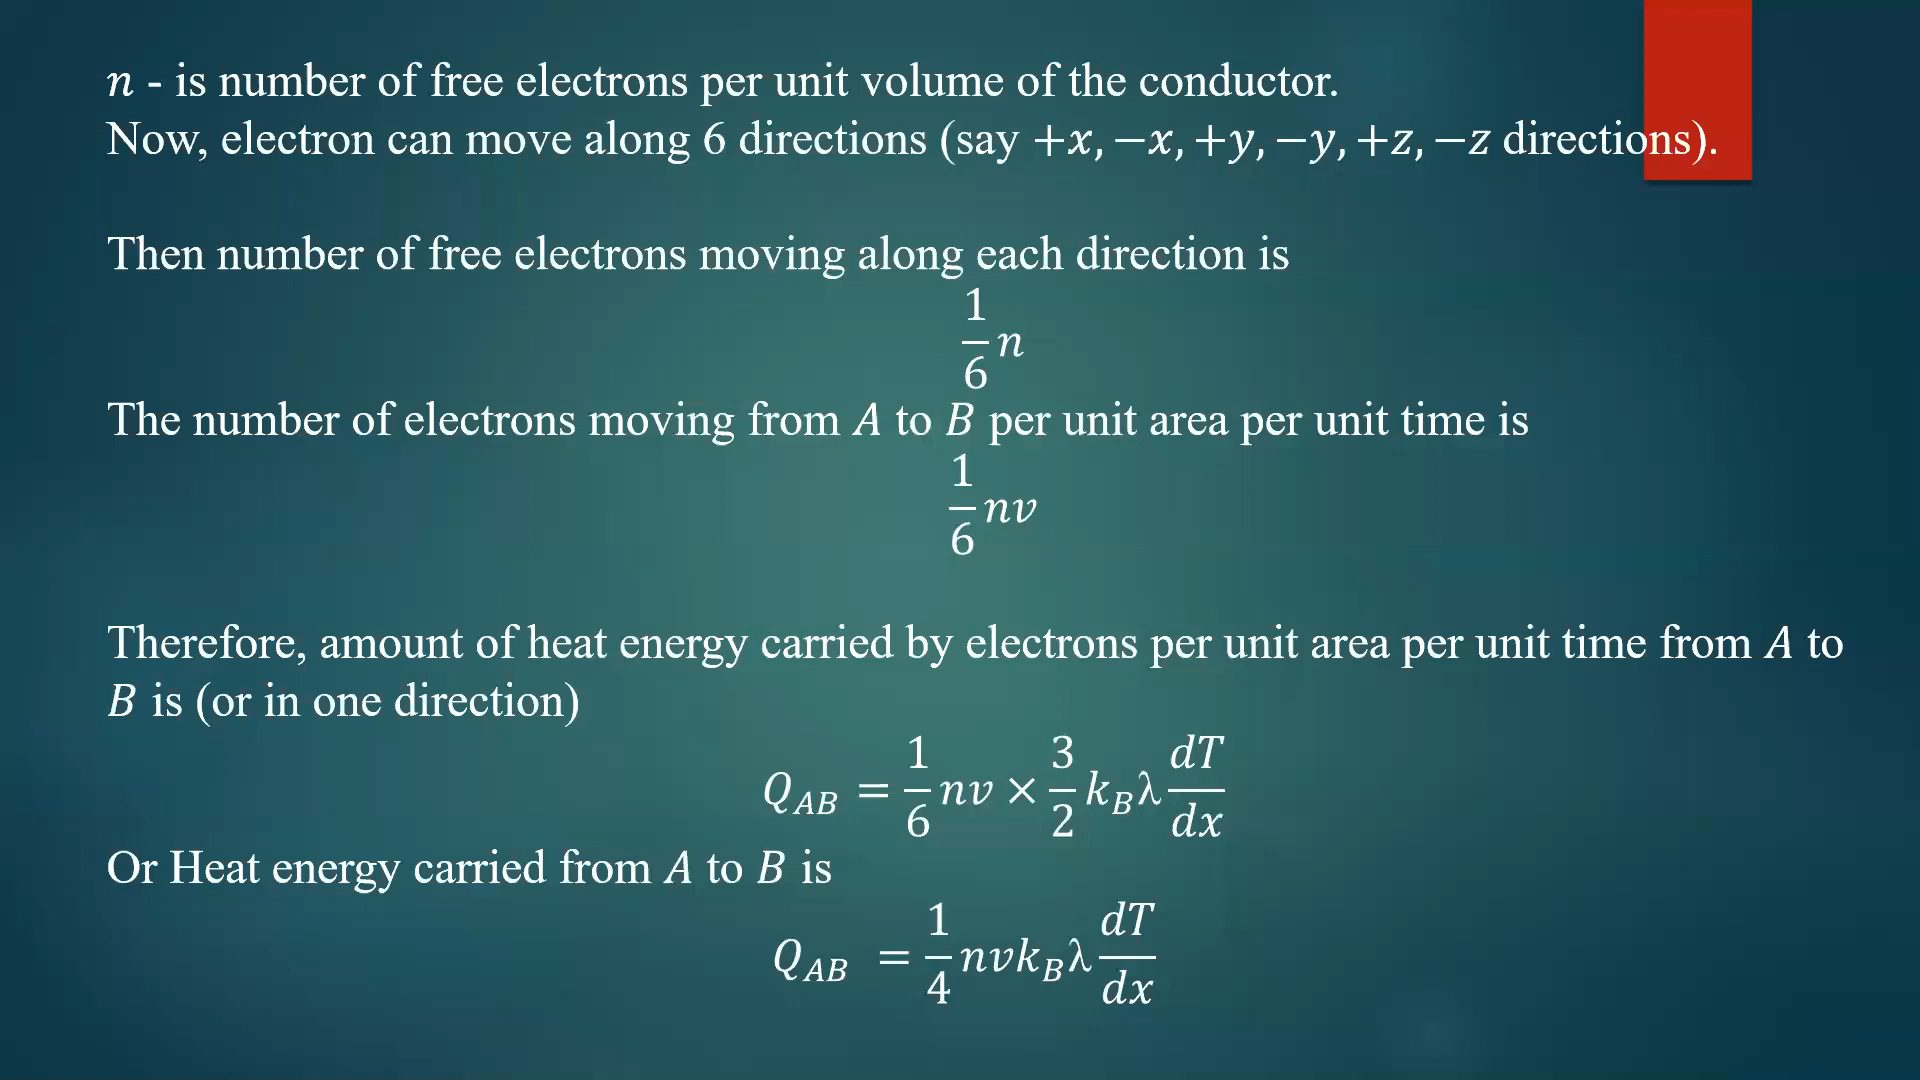 n - is number of free electrons per unit volume of the conductor.
Now, electron can move along 6 directions (say +x, −x, +y, −y, +z, −z directions).
Then number of free electrons moving along each direction is
1/6 n
The number of electrons moving from A to B per unit area per unit time is
1/6 nv
Therefore, amount of heat energy carried by electrons per unit area per unit time from A to
B is (or in one direction)
Q_AB = 1/6 nv × 3/2 k_B λ dT/dx
Or Heat energy carried from A to B is
Q_AB = 1/4 nvk_B λ dT/dx